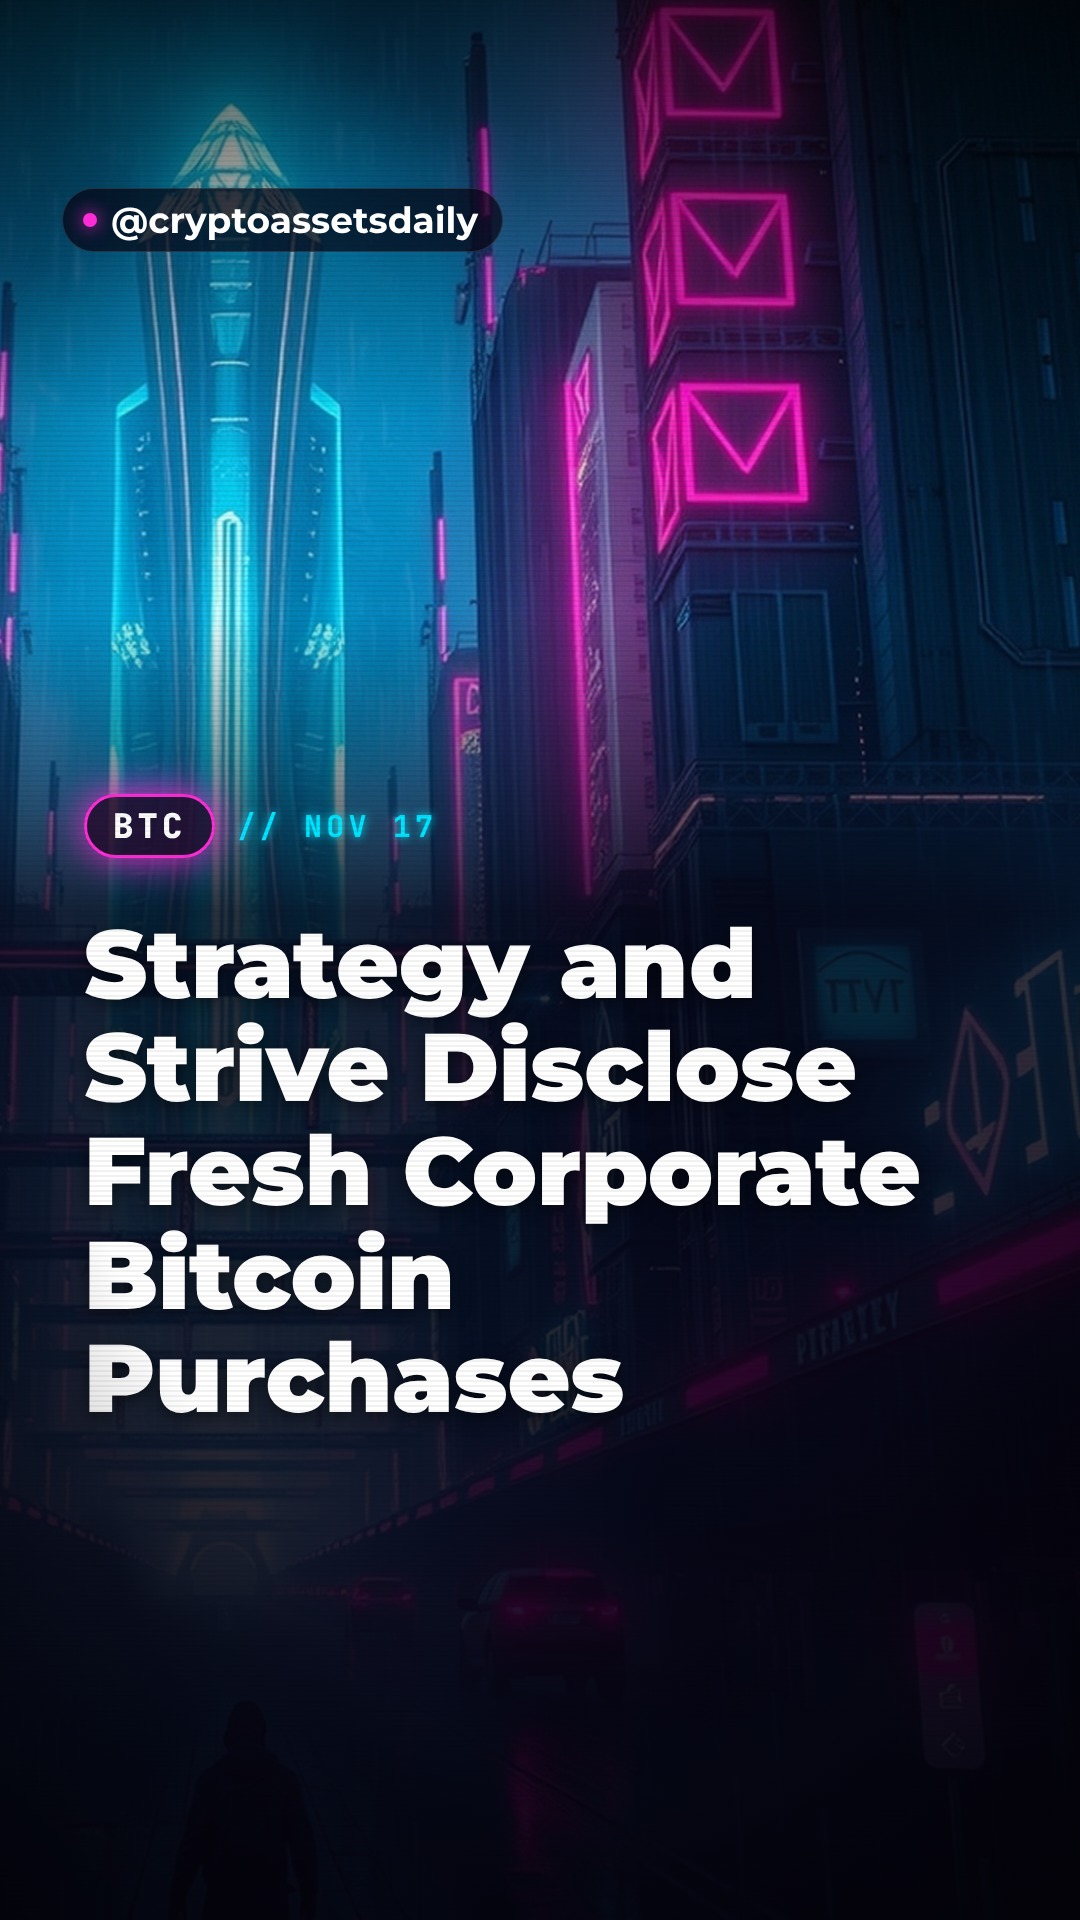 @cryptoassetsdaily
BTC // NOV 17
Strategy and
Strive Disclose
Fresh Corporate
Bitcoin
Purchases